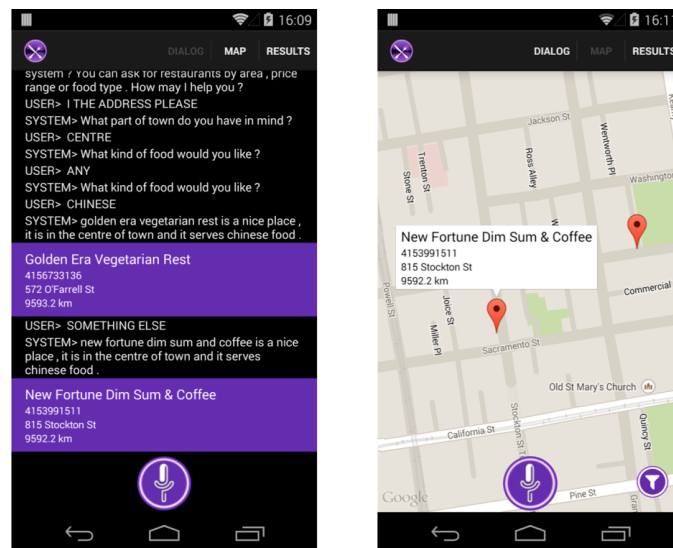 16:09
DIALOG MAP RESULTS
system ? You can ask for restaurants by area , price
range or food type . How may I help you ?
USER> I THE ADDRESS PLEASE
SYSTEM> What part of town do you have in mind ?
USER> CENTRE
SYSTEM> What kind of food would you like ?
USER> ANY
SYSTEM> What kind of food would you like ?
USER> CHINESE
SYSTEM> golden era vegetarian rest is a nice place ,
it is in the centre of town and it serves chinese food .
Golden Era Vegetarian Rest
4156733136
572 O'Farrell St
9593.2 km
USER> SOMETHING ELSE
SYSTEM> new fortune dim sum and coffee is a nice
place , it is in the centre of town and it serves
chinese food .
New Fortune Dim Sum & Coffee
4153991511
815 Stockton St
9592.2 km
16:11
DIALOG MAP RESULTS
Jackson St
Wentworth Pl
Ross Alley
Trenton St
Stone St
Washington
New Fortune Dim Sum & Coffee
4153991511
815 Stockton St
9592.2 km
Powell St
Joice St
Miller Pl
Commercial
Sacramento St
Old St Mary's Church
Stockton St
California St
Quincy St
Pine St
Google